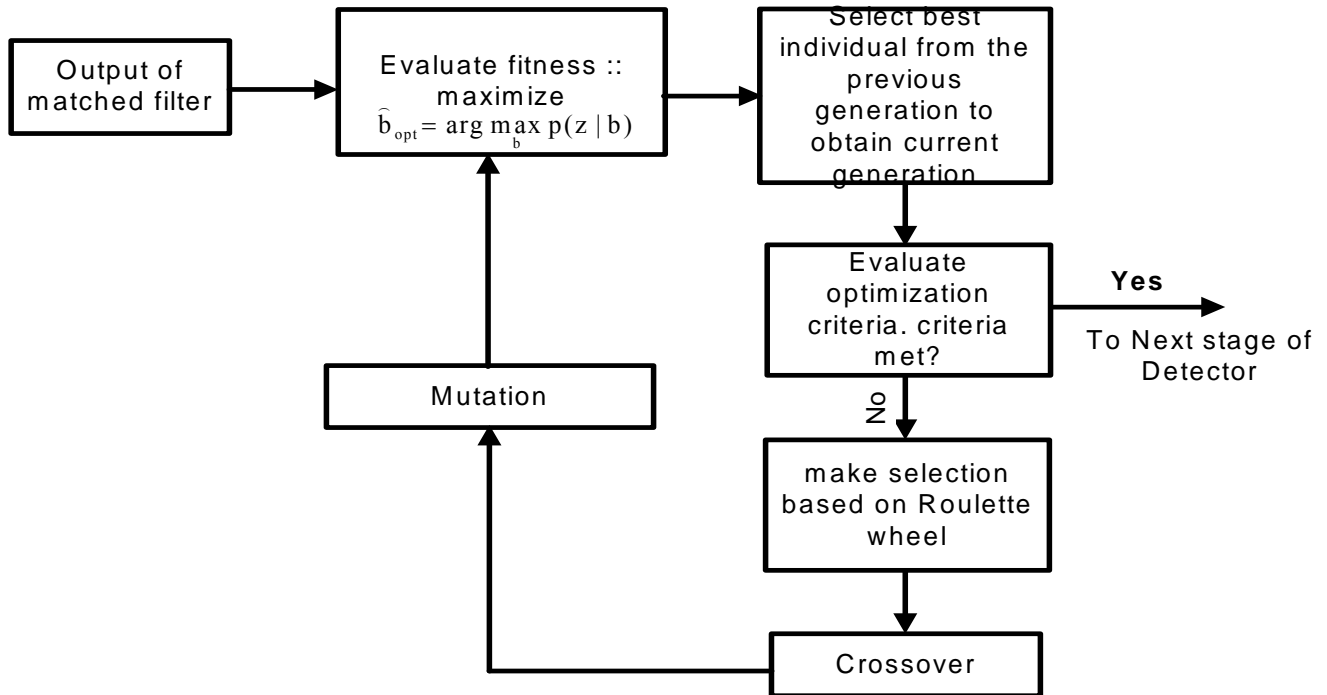 Output of
matched filter
Evaluate fitness ::
maximize
b̂ opt = arg max p(z | b)
b
Select best
individual from the
previous
generation to
obtain current
generation
Evaluate
optimization
criteria. criteria
met?
Yes
To Next stage of
Detector
No
Mutation
make selection
based on Roulette
wheel
Crossover